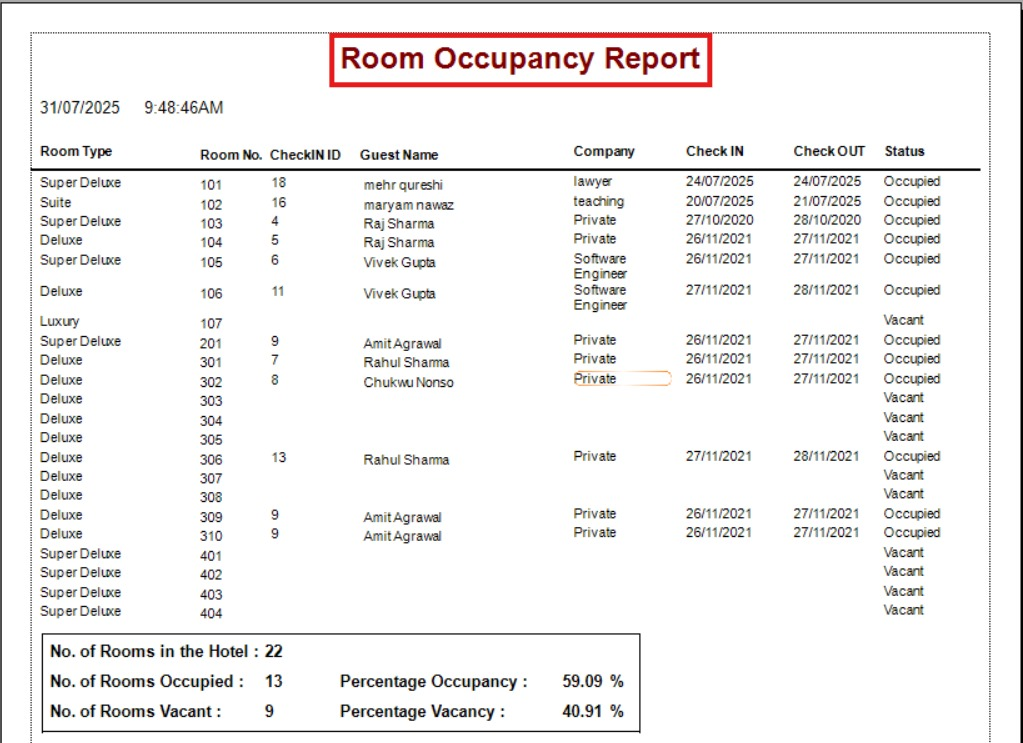 Room Occupancy Report
31/07/2025 9:48:46AM
Room Type Room No. CheckIN ID Guest Name Company Check IN Check OUT Status
Super Deluxe 101 18 mehr qureshi lawyer 24/07/2025 24/07/2025 Occupied
Suite 102 16 maryam nawaz teaching 20/07/2025 21/07/2025 Occupied
Super Deluxe 103 4 Raj Sharma Private 27/10/2020 28/10/2020 Occupied
Deluxe 104 5 Raj Sharma Private 26/11/2021 27/11/2021 Occupied
Super Deluxe 105 6 Vivek Gupta Software 26/11/2021 27/11/2021 Occupied
Engineer
Deluxe 106 11 Vivek Gupta Software 27/11/2021 28/11/2021 Occupied
Engineer
Luxury 107 Vacant
Super Deluxe 201 9 Amit Agrawal Private 26/11/2021 27/11/2021 Occupied
Deluxe 301 7 Rahul Sharma Private 26/11/2021 27/11/2021 Occupied
Deluxe 302 8 Chukwu Nonso Private 26/11/2021 27/11/2021 Occupied
Deluxe 303 Vacant
Deluxe 304 Vacant
Deluxe 305 Vacant
Deluxe 306 13 Rahul Sharma Private 27/11/2021 28/11/2021 Occupied
Deluxe 307 Vacant
Deluxe 308 Vacant
Deluxe 309 9 Amit Agrawal Private 26/11/2021 27/11/2021 Occupied
Deluxe 310 9 Amit Agrawal Private 26/11/2021 27/11/2021 Occupied
Super Deluxe 401 Vacant
Super Deluxe 402 Vacant
Super Deluxe 403 Vacant
Super Deluxe 404 Vacant
No. of Rooms in the Hotel : 22
No. of Rooms Occupied : 13 Percentage Occupancy : 59.09 %
No. of Rooms Vacant : 9 Percentage Vacancy : 40.91 %